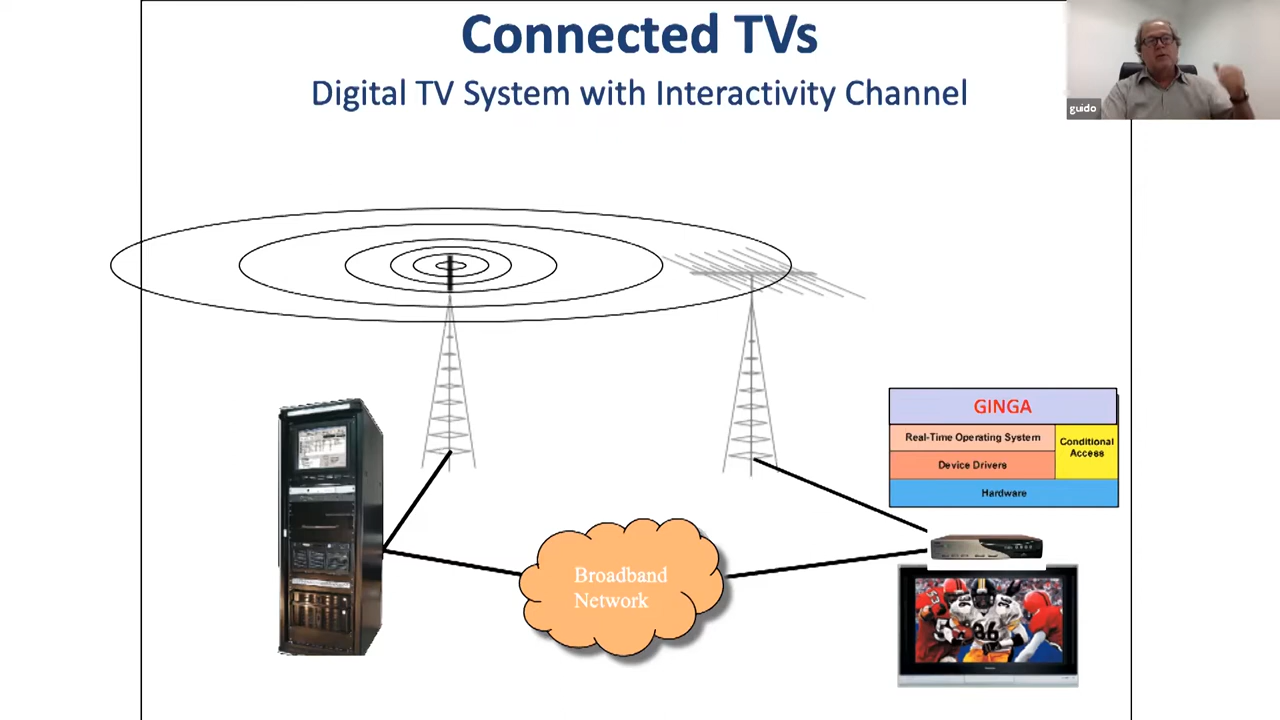 Connected TVs
Digital TV System with Interactivity Channel
guido
GINGA
Real-Time Operating System
Conditional
Access
Device Drivers
Hardware
Broadband
Network
86